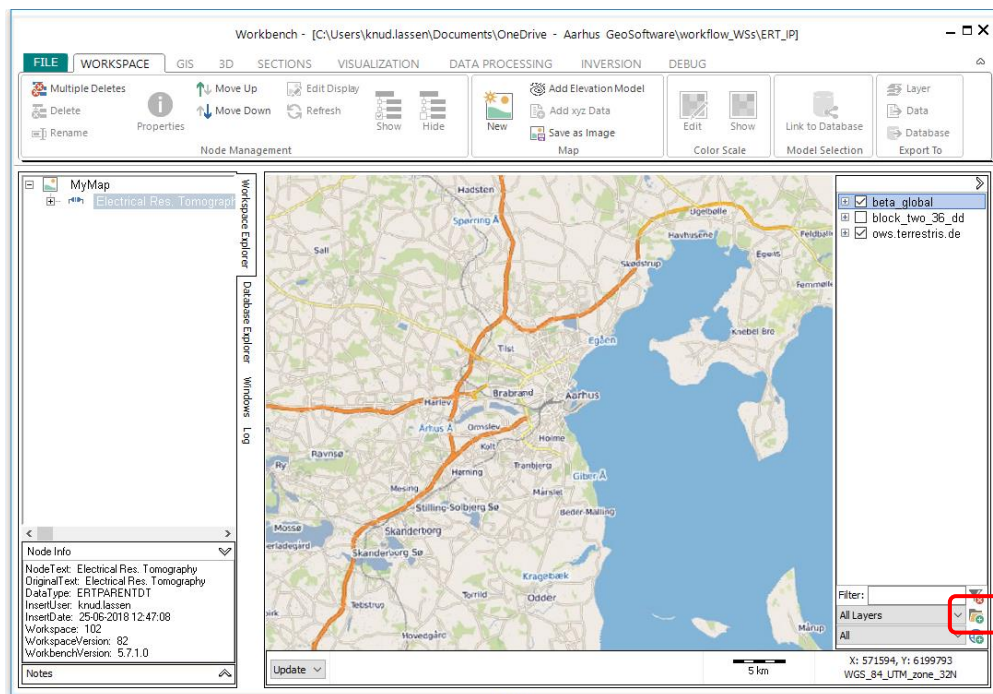 Workbench - [C:\Users\knud.lassen\Documents\OneDrive - Aarhus GeoSoftware\workflow_WSs\ERT_IP]
FILE WORKSPACE GIS 3D SECTIONS VISUALIZATION DATA PROCESSING INVERSION DEBUG
Multiple Deletes
Delete
Rename
Properties
Move Up
Move Down
Edit Display
Refresh
Show
Hide
Node Management
New
Add Elevation Model
Add xyz Data
Save as Image
Map
Edit
Show
Color Scale
Link to Database
Model Selection
Layer
Data
Database
Export To
MyMap
Electrical Res. Tomograph
Workspace Explorer
Database Explorer
Windows
Log
Node Info
NodeText: Electrical Res. Tomography
OriginalText: Electrical Res. Tomography
DataType: ERTPARENTDT
InsertUser: knud.lassen
InsertDate: 25-06-2018 12:47:08
Workspace: 102
WorkspaceVersion: 82
WorkbenchVersion: 5.7.1.0
Notes
Hadsten
Spørring Å
Ugelbølle
Havhusene
Feldball
Sall
Skødstrup
Egens
Femmølle
Knebel Bro
Egåen
Tilst
Brabrand
Aarhus
Harlev
Århus Å
Ormslev
Kolt
Holme
Ry
Ravnsø
Hørning
Tranbjerg
Giber Å
Mesing
Mårslet
Stilling-Solbjerg Sø
Beder-Malling
Mossø
Skanderborg
erladegård
Skanderborg Sø
Kragebæk
Torrild
Odder
Tebstrup
Hovedgård
Mårup
Update
5 km
beta_global
block_two_36_dd
ows.terrestris.de
Filter:
All Layers
All
X: 571594, Y: 6199793
WGS_84_UTM_zone_32N